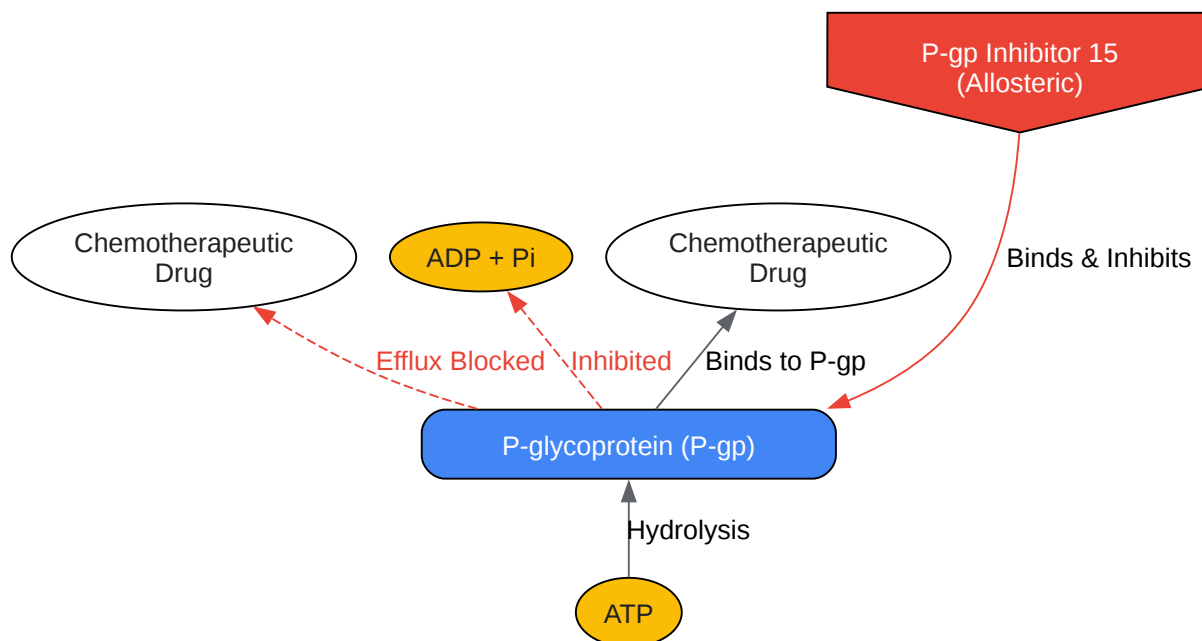 P-gp Inhibitor 15
(Allosteric)
Chemotherapeutic
Drug
ADP + Pi
Chemotherapeutic
Drug
Binds & Inhibits
Efflux Blocked
Inhibited
Binds to P-gp
P-glycoprotein (P-gp)
Hydrolysis
ATP